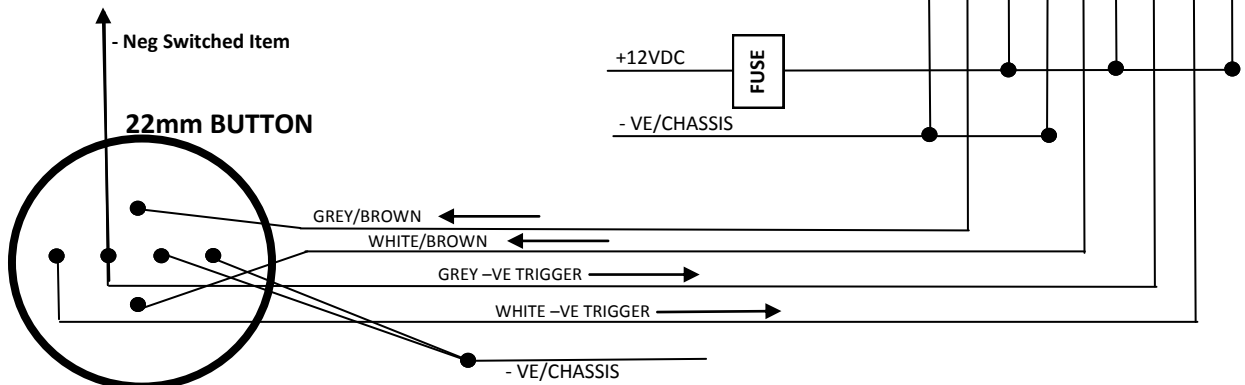 - Neg Switched Item
+12VDC
FUSE
22mm BUTTON
- VE/CHASSIS
GREY/BROWN
WHITE/BROWN
GREY –VE TRIGGER
WHITE –VE TRIGGER
- VE/CHASSIS